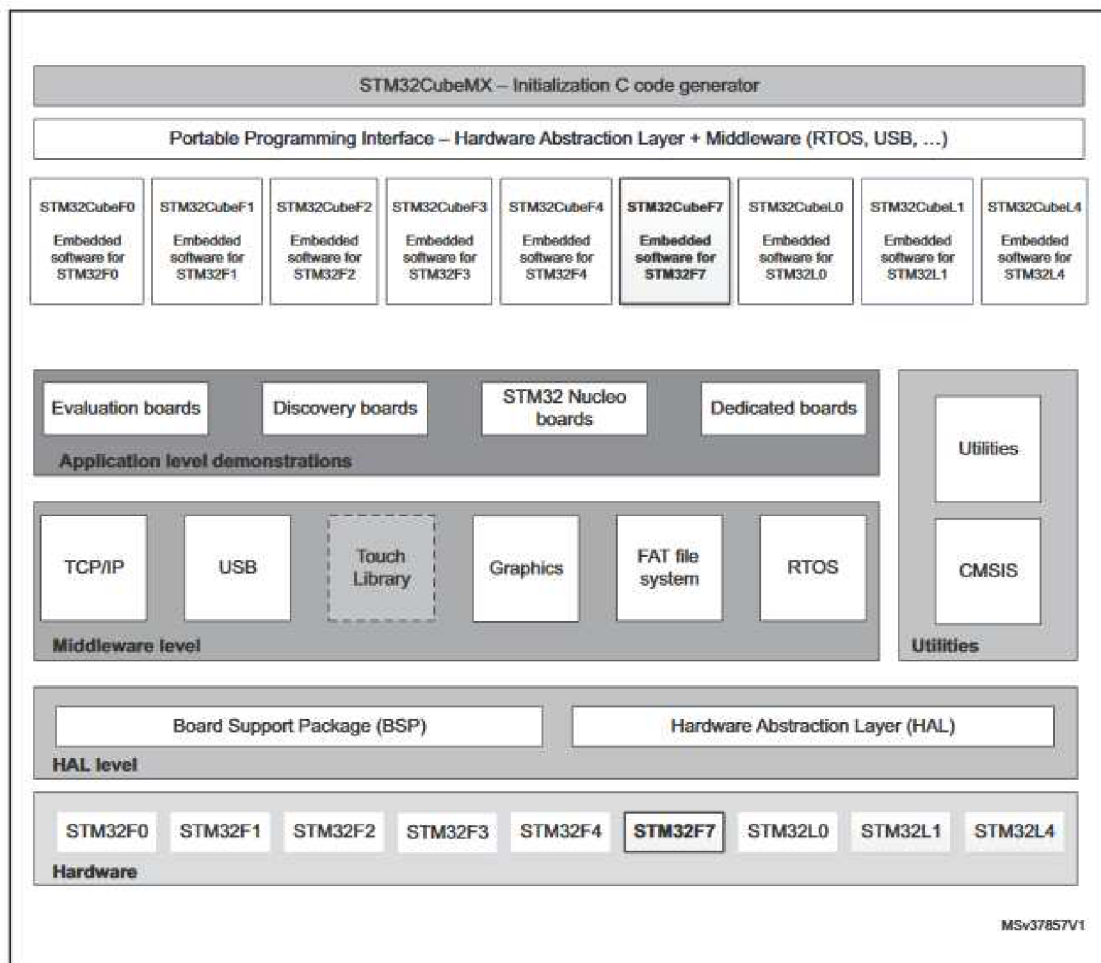 STM32CubeMX – Initialization C code generator
Portable Programming Interface – Hardware Abstraction Layer + Middleware (RTOS, USB, …)
STM32CubeF0
Embedded
software for
STM32F0
STM32CubeF1
Embedded
software for
STM32F1
STM32CubeF2
Embedded
software for
STM32F2
STM32CubeF3
Embedded
software for
STM32F3
STM32CubeF4
Embedded
software for
STM32F4
STM32CubeF7
Embedded
software for
STM32F7
STM32CubeL0
Embedded
software for
STM32L0
STM32CubeL1
Embedded
software for
STM32L1
STM32CubeL4
Embedded
software for
STM32L4
Evaluation boards
Discovery boards
STM32 Nucleo
boards
Dedicated boards
Application level demonstrations
TCP/IP
USB
Touch
Library
Graphics
FAT file
system
RTOS
Middleware level
Utilities
CMSIS
Utilities
Board Support Package (BSP)
Hardware Abstraction Layer (HAL)
HAL level
STM32F0
STM32F1
STM32F2
STM32F3
STM32F4
STM32F7
STM32L0
STM32L1
STM32L4
Hardware
MSv37857V1